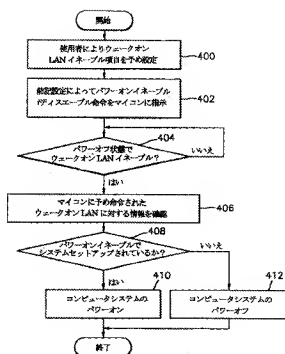 開始
使用者によりウェークオン
LANイネーブル項目を予め設定
400
前記設定によってパワーオンイネーブル
/ディスエーブル命令をマイコンに指示
402
404
パワーオフ状態で
ウェークオンLANイネーブル?
いいえ
はい
マイコンに予め命令された
ウェークオンLANに対する情報を確認
406
408
パワーオンイネーブルで
システムセットアップされているか?
いいえ
はい
410
412
コンピュータシステムの
パワーオン
コンピュータシステムの
パワーオフ
終了